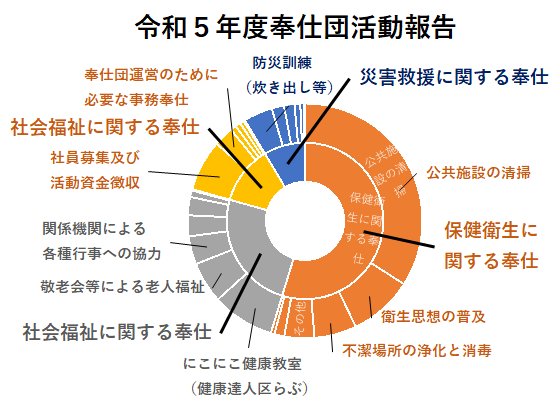 令和５年度奉仕団活動報告
防災訓練
（炊き出し等）
災害救援に関する奉仕
奉仕団運営のために
必要な事務奉仕
社会福祉に関する奉仕
社員募集及び
活動資金徴収
公共施
設の清
掃
公共施設の清掃
保健衛
生に関
する奉
仕
保健衛生に
関する奉仕
関係機関による
各種行事への協力
敬老会等による老人福祉
社会福祉に関する奉仕
その他
衛生思想の普及
不潔場所の浄化と消毒
にこにこ健康教室
（健康達人区らぶ）